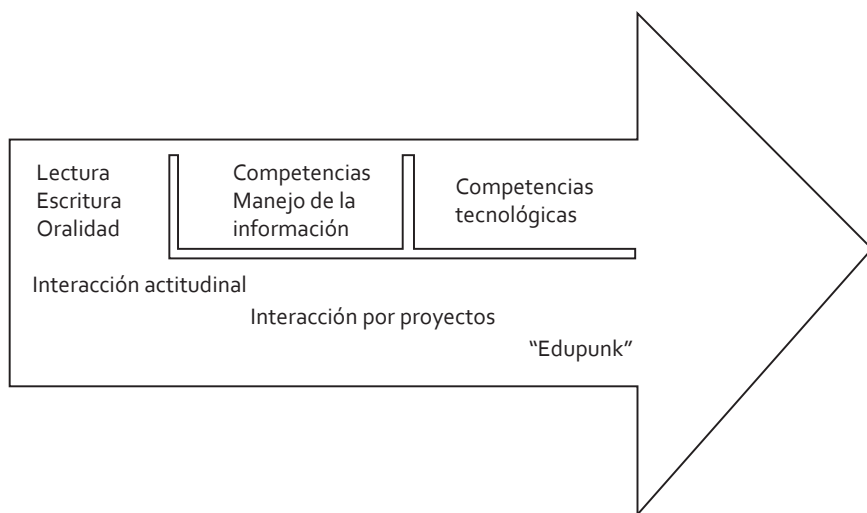 Lectura
Escritura
Oralidad
Competencias
Manejo de la
información
Competencias
tecnológicas
Interacción actitudinal
Interacción por proyectos
“Edupunk”